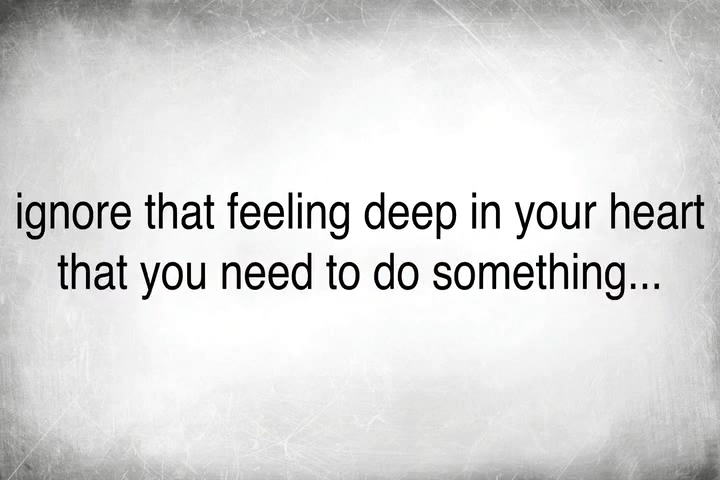 ignore that feeling deep in your heart
that you need to do something...